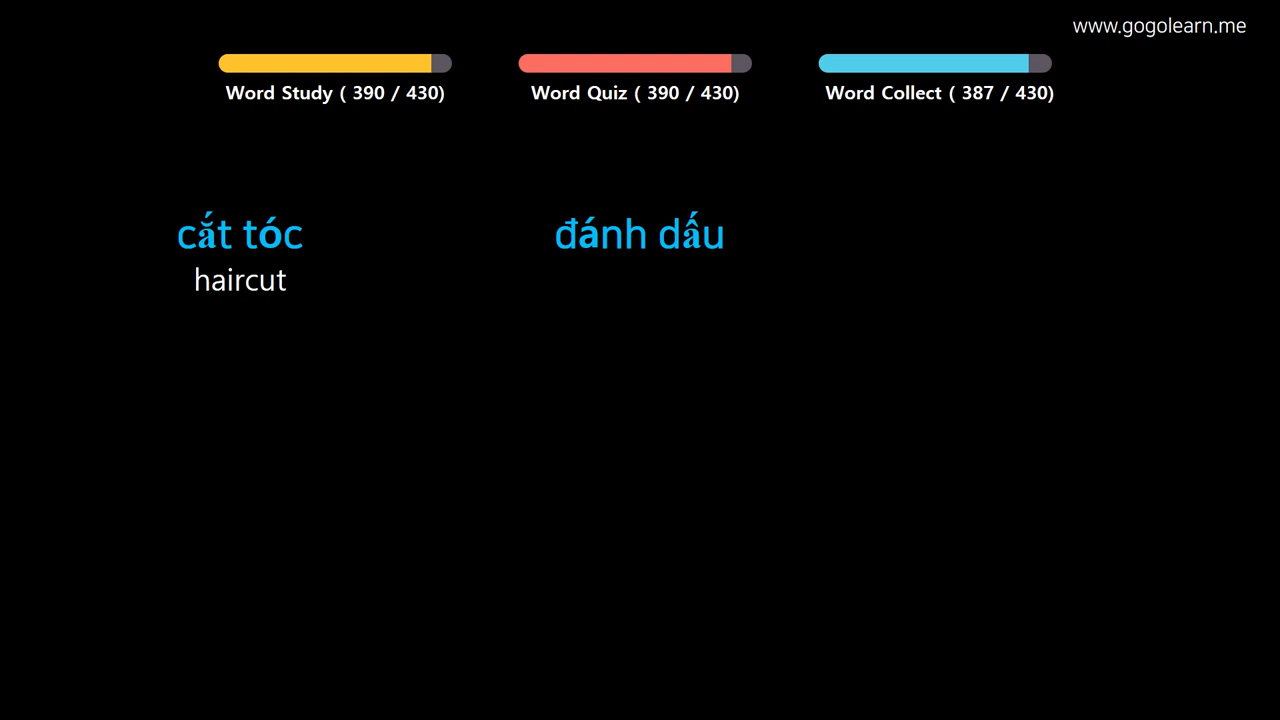 www.gogolearn.me
Word Study ( 390 / 430)
Word Quiz ( 390 / 430)
Word Collect ( 387 / 430)
cắt tóc
haircut
đánh dấu